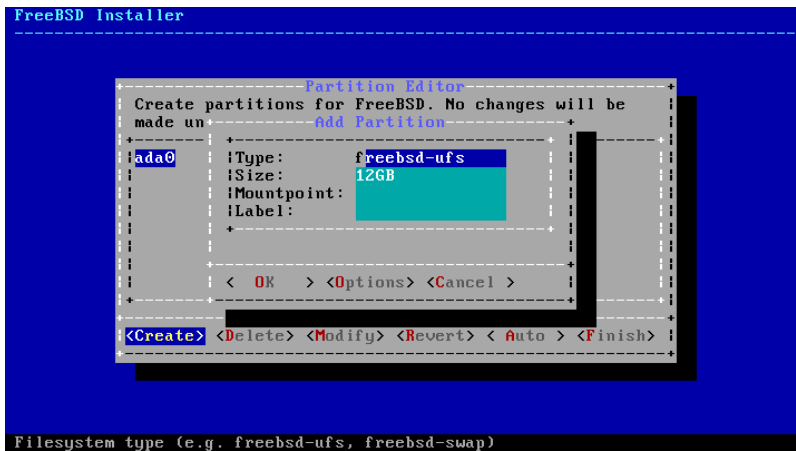 FreeBSD Installer
Partition Editor
Create partitions for FreeBSD. No changes will be
made un
Add Partition
ada0
Type: freebsd-ufs
Size: 12GB
Mountpoint:
Label:
< OK > <Options> <Cancel >
<Create> <Delete> <Modify> <Revert> < Auto > <Finish>
Filesystem type (e.g. freebsd-ufs, freebsd-swap)